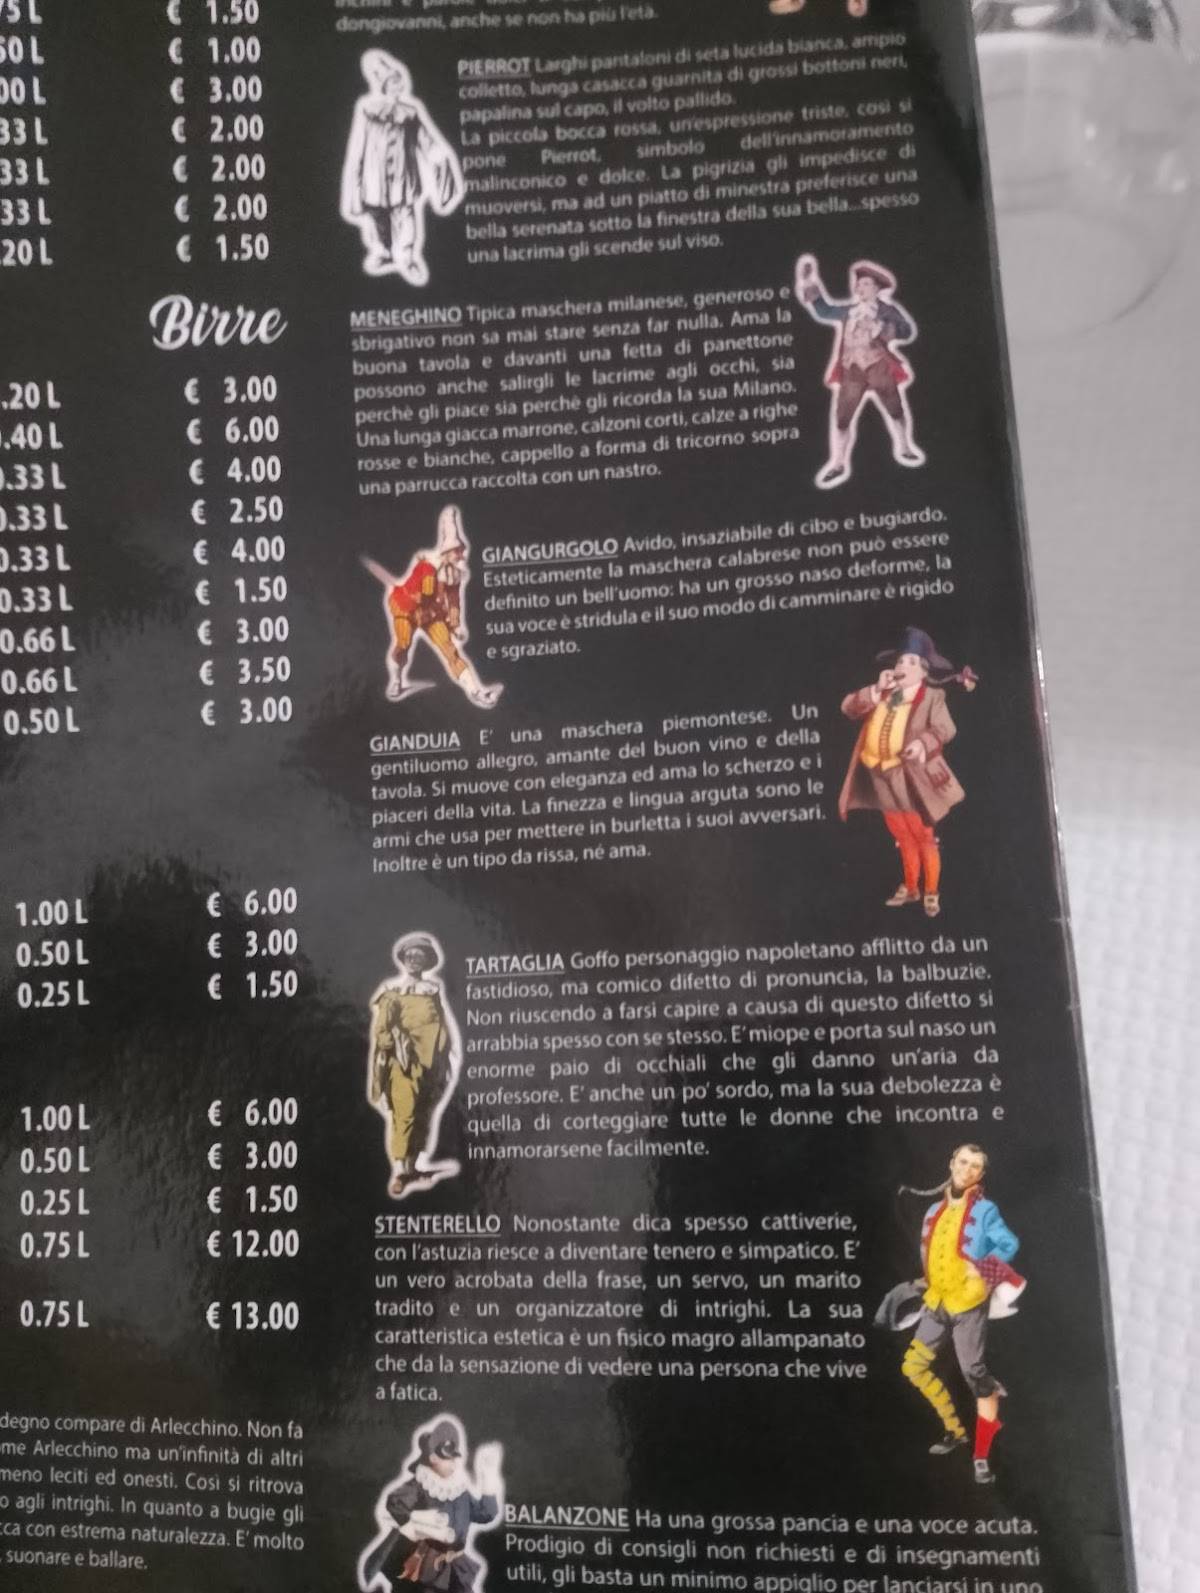 € 1.50
€ 1.00
€ 3.00
33 L € 2.00
33 L € 2.00
33 L € 2.00
.20 L € 1.50
Birre
.20 L € 3.00
.40 L € 6.00
0.33 L € 4.00
0.33 L € 2.50
0.33 L € 4.00
0.33 L € 1.50
0.66 L € 3.00
0.66 L € 3.50
0.50 L € 3.00
1.00 L € 6.00
0.50 L € 3.00
0.25 L € 1.50
1.00 L € 6.00
0.50 L € 3.00
0.25 L € 1.50
0.75 L € 12.00
0.75 L € 13.00
degno compare di Arlecchino. Non fa
me Arlecchino ma un'infinità di altri
meno leciti ed onesti. Così si ritrova
o agli intrighi. In quanto a bugie gli
cca con estrema naturalezza. E' molto
suonare e ballare.
dongiovanni, anche se non ha più l'età.
PIERROT Larghi pantaloni di seta lucida bianca, ampio
colletto, lunga casacca guarnita di grossi bottoni neri,
papalina sul capo, il volto pallido.
La piccola bocca rossa, un'espressione triste, così si
pone Pierrot, simbolo dell'innamoramento
malinconico e dolce. La pigrizia gli impedisce di
muoversi, ma ad un piatto di minestra preferisce una
bella serenata sotto la finestra della sua bella...spesso
una lacrima gli scende sul viso.
MENEGHINO Tipica maschera milanese, generoso e
sbrigativo non sa mai stare senza far nulla. Ama la
buona tavola e davanti una fetta di panettone
possono anche salirgli le lacrime agli occhi, sia
perchè gli piace sia perchè gli ricorda la sua Milano.
Una lunga giacca marrone, calzoni corti, calze a righe
rosse e bianche, cappello a forma di tricorno sopra
una parrucca raccolta con un nastro.
GIANGURGOLO Avido, insaziabile di cibo e bugiardo.
Esteticamente la maschera calabrese non può essere
definito un bell'uomo: ha un grosso naso deforme, la
sua voce è stridula e il suo modo di camminare è rigido
e sgraziato.
GIANDUIA E' una maschera piemontese. Un
gentiluomo allegro, amante del buon vino e della
tavola. Si muove con eleganza ed ama lo scherzo e i
piaceri della vita. La finezza e lingua arguta sono le
armi che usa per mettere in burletta i suoi avversari.
Inoltre è un tipo da rissa, né ama.
TARTAGLIA Goffo personaggio napoletano afflitto da un
fastidioso, ma comico difetto di pronuncia, la balbuzie.
Non riuscendo a farsi capire a causa di questo difetto si
arrabbia spesso con se stesso. E' miope e porta sul naso un
enorme paio di occhiali che gli danno un'aria da
professore. E' anche un po' sordo, ma la sua debolezza è
quella di corteggiare tutte le donne che incontra e
innamorarsene facilmente.
STENTERELLO Nonostante dica spesso cattiverie,
con l'astuzia riesce a diventare tenero e simpatico. E'
un vero acrobata della frase, un servo, un marito
tradito e un organizzatore di intrighi. La sua
caratteristica estetica è un fisico magro allampanato
che da la sensazione di vedere una persona che vive
a fatica.
BALANZONE Ha una grossa pancia e una voce acuta.
Prodigio di consigli non richiesti e di insegnamenti
utili, gli basta un minimo appiglio per lanciarsi in uno